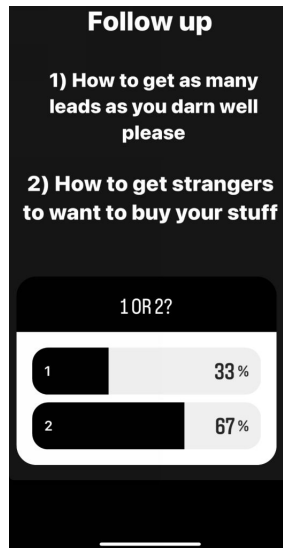 Follow up
1) How to get as many
leads as you darn well
please
2) How to get strangers
to want to buy your stuff
1 OR 2?
1 33%
2 67%